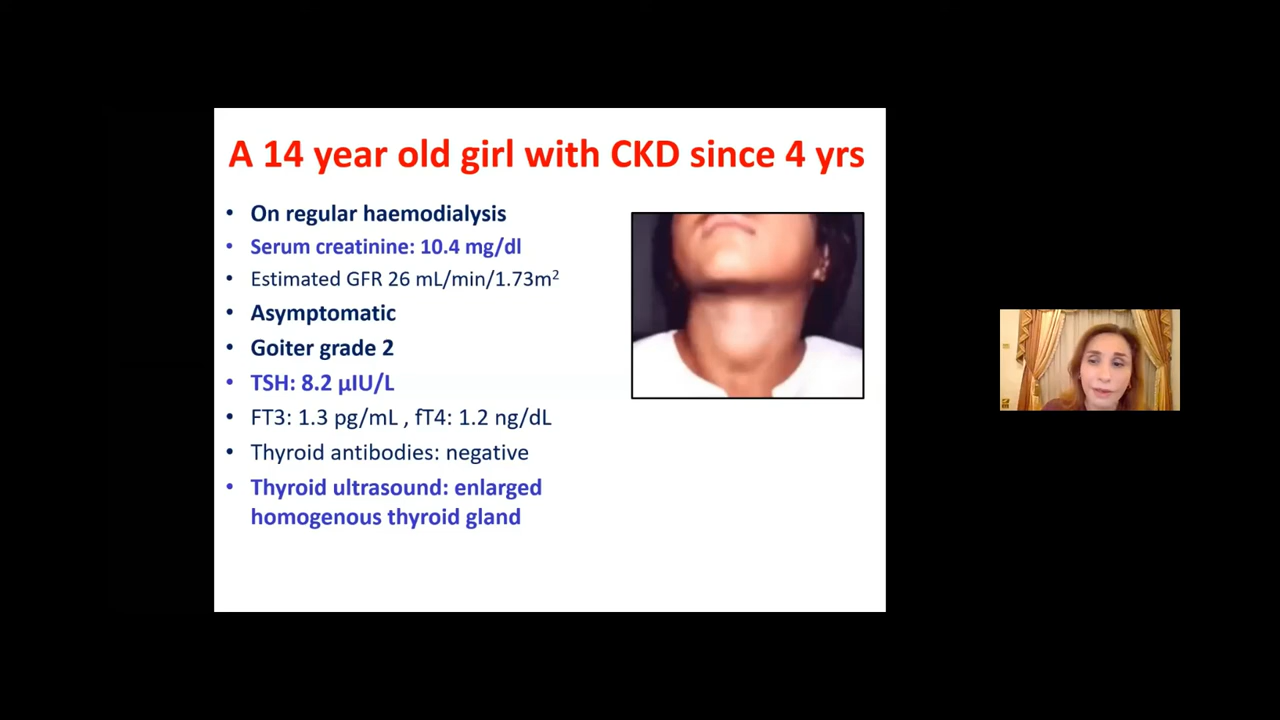 A 14 year old girl with CKD since 4 yrs
• On regular haemodialysis
• Serum creatinine: 10.4 mg/dl
• Estimated GFR 26 mL/min/1.73m²
• Asymptomatic
• Goiter grade 2
• TSH: 8.2 µIU/L
• FT3: 1.3 pg/mL , fT4: 1.2 ng/dL
• Thyroid antibodies: negative
• Thyroid ultrasound: enlarged
homogenous thyroid gland